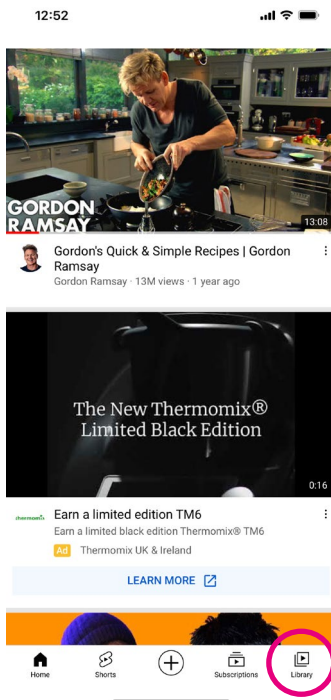 12:52
GORDON
RAMSAY
13:08
Gordon's Quick & Simple Recipes | Gordon
Ramsay
Gordon Ramsay · 13M views · 1 year ago
The New Thermomix®
Limited Black Edition
0:16
thermomix
Earn a limited edition TM6
Earn a limited black edition Thermomix® TM6
Ad Thermomix UK & Ireland
LEARN MORE
Home
Shorts
Subscriptions
Library